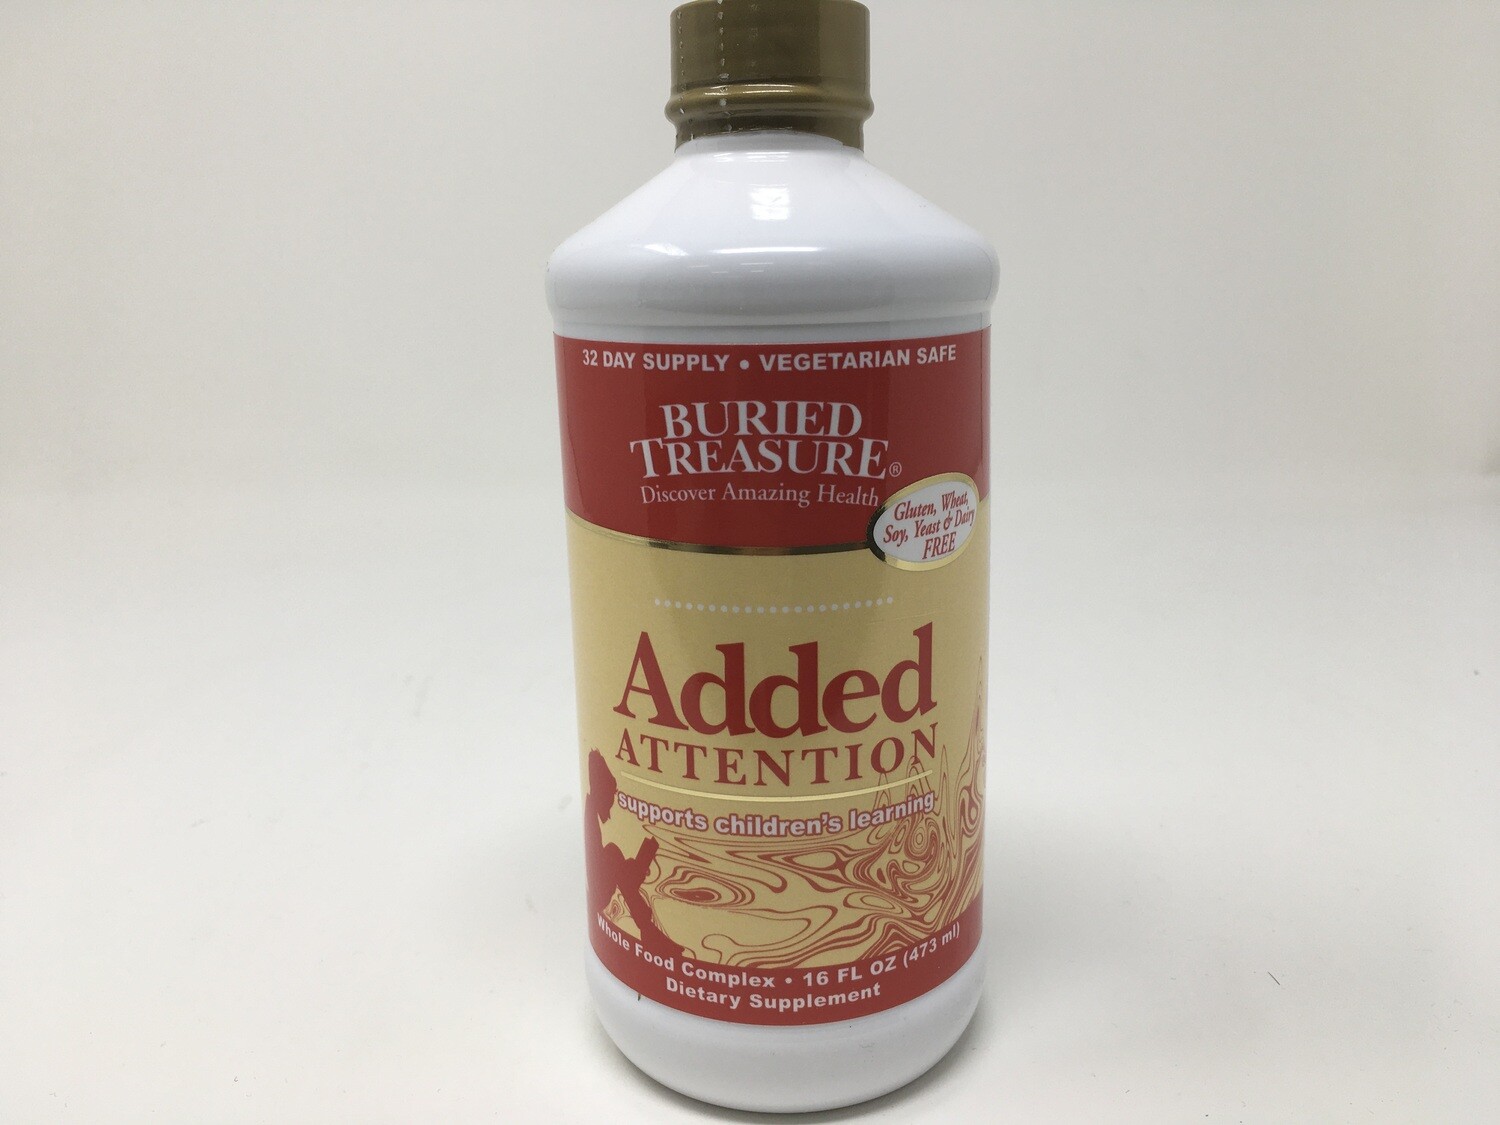 32 DAY SUPPLY • VEGETARIAN SAFE
BURIED
TREASURE®
Discover Amazing Health
Gluten, Wheat,
Soy, Yeast & Dairy
FREE
Added
ATTENTION
supports children's learning
Whole Food Complex • 16 FL OZ (473 ml)
Dietary Supplement